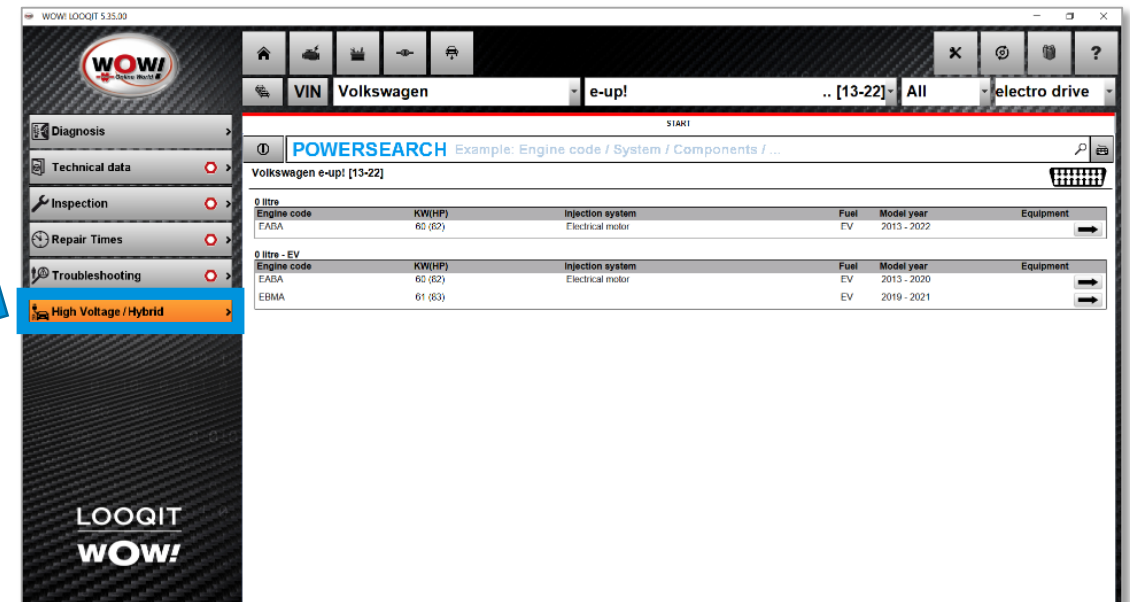 WOW! LOOQIT 5.35.00
WOW!
Online World
?
VIN Volkswagen e-up! .. [13-22] All electro drive
START
Diagnosis
POWERSEARCH Example: Engine code / System / Components / ...
Technical data
Volkswagen e-up! [13-22]
Inspection
0 litre
Engine code KW(HP) Injection system Fuel Model year Equipment
EABA 60 (82) Electrical motor EV 2013 - 2022
Repair Times
0 litre - EV
Engine code KW(HP) Injection system Fuel Model year Equipment
Troubleshooting
EABA 60 (82) Electrical motor EV 2013 - 2020
EBMA 61 (83) EV 2019 - 2021
High Voltage / Hybrid
LOOQIT
WOW!